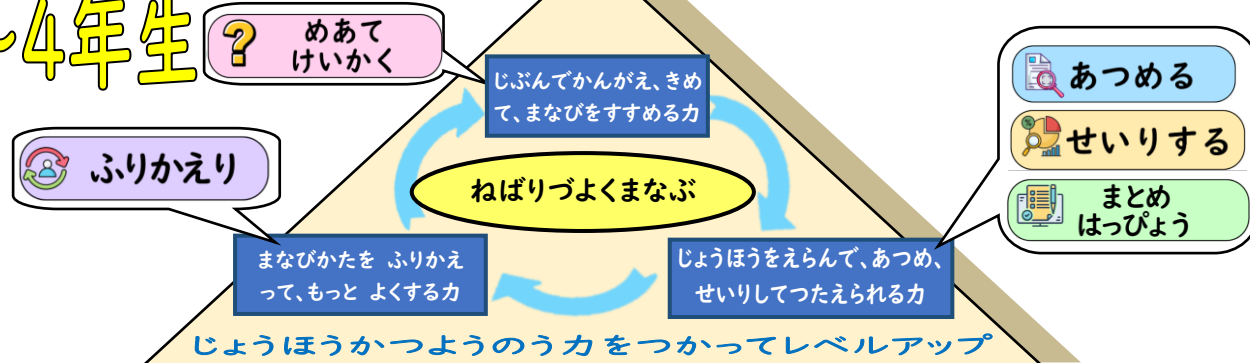 ~4年生
めあて
けいかく
じぶんでかんがえ、きめ
て、まなびをすすめる力
あつめる
せいりする
まとめ
はっぴょう
ふりかえり
ねばりづよくまなぶ
まなびかたを ふりかえ
って、もっと よくする力
じょうほうをえらんで、あつめ、
せいりしてつたえられる力
じょうほうかつようのう力をつかってレベルアップ